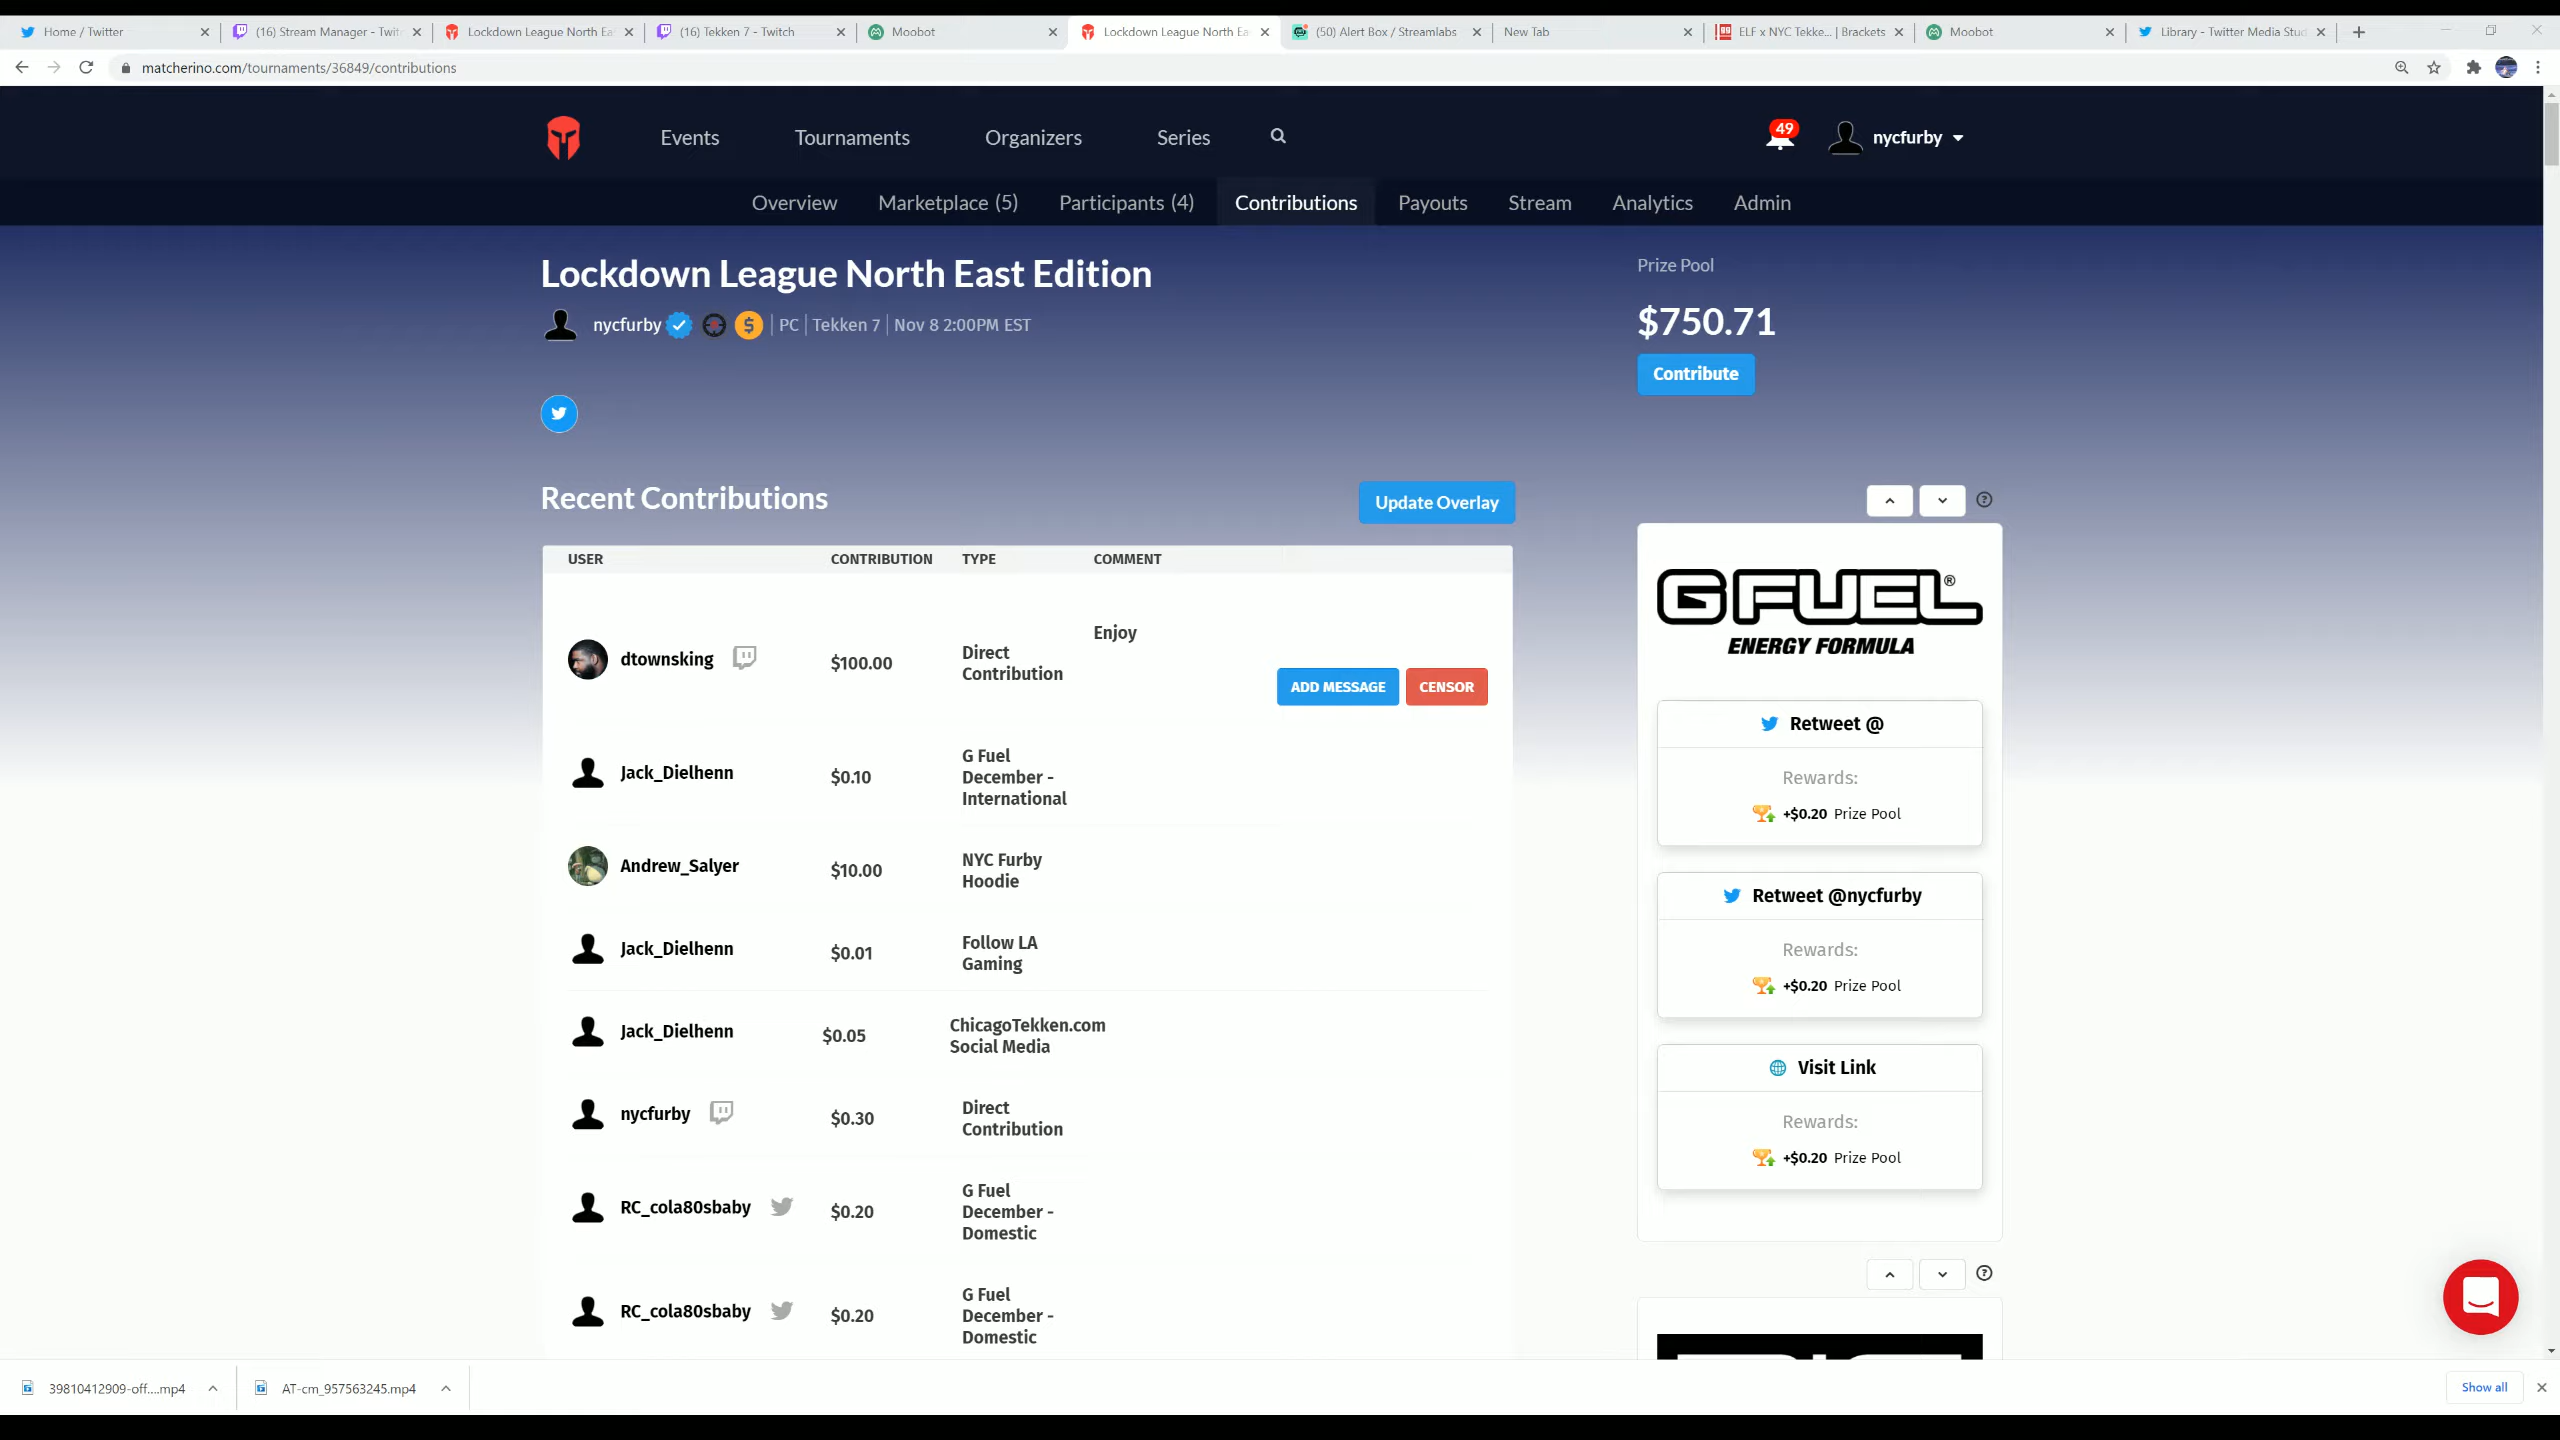 Home / Twitter
(16) Stream Manager - Twit
Lockdown League North Ea
(16) Tekken 7 - Twitch
Moobot
Lockdown League North Ea
(50) Alert Box / Streamlabs
New Tab
ELF x NYC Tekke... | Brackets
Moobot
Library - Twitter Media Stud
matcherino.com/tournaments/36849/contributions
Events Tournaments Organizers Series
49 nycfurby
Overview Marketplace (5) Participants (4) Contributions Payouts Stream Analytics Admin
Lockdown League North East Edition
nycfurby $ | PC | Tekken 7 | Nov 8 2:00PM EST
Prize Pool
$750.71
Contribute
Recent Contributions
Update Overlay
USER CONTRIBUTION TYPE COMMENT
dtownsking $100.00 Direct Contribution Enjoy
ADD MESSAGE CENSOR
Jack_Dielhenn $0.10 G Fuel December - International
Andrew_Salyer $10.00 NYC Furby Hoodie
Jack_Dielhenn $0.01 Follow LA Gaming
Jack_Dielhenn $0.05 ChicagoTekken.com Social Media
nycfurby $0.30 Direct Contribution
RC_cola80sbaby $0.20 G Fuel December - Domestic
RC_cola80sbaby $0.20 G Fuel December - Domestic
G FUEL®
ENERGY FORMULA
Retweet @
Rewards:
+$0.20 Prize Pool
Retweet @nycfurby
Rewards:
+$0.20 Prize Pool
Visit Link
Rewards:
+$0.20 Prize Pool
39810412909-off....mp4
AT-cm_957563245.mp4
Show all